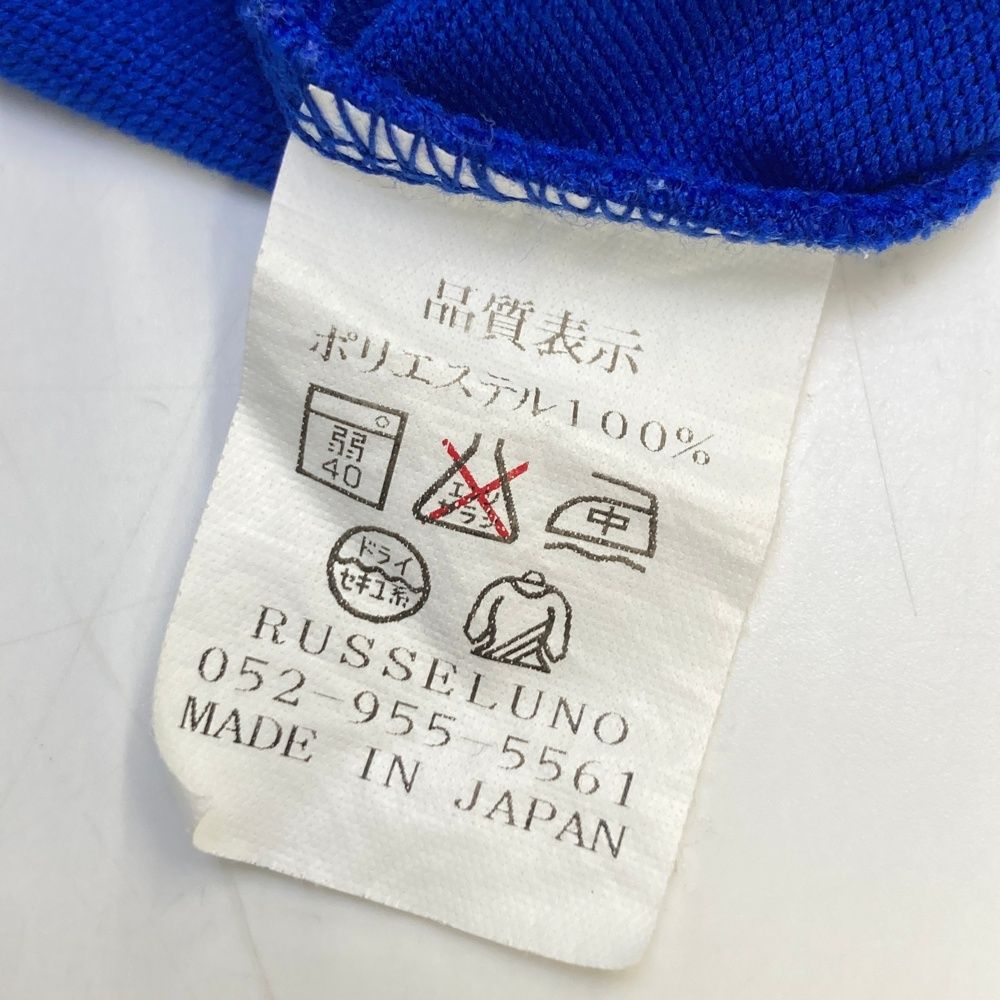 品質表示
ポリエステル100%
弱
40
エンソ
サラシ
中
ドライ
セキユ系
RUSSELUNO
052-955-5561
MADE IN JAPAN